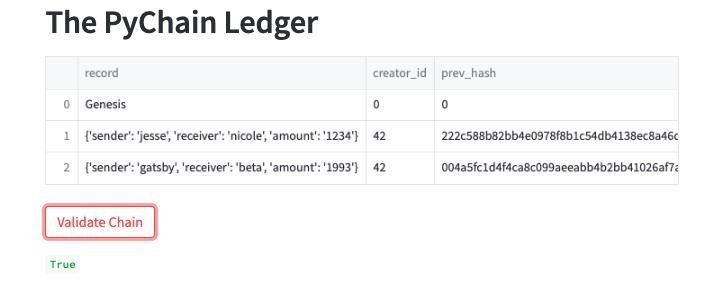 The PyChain Ledger
record creator_id prev_hash
0 Genesis 0 0
1 {'sender': 'jesse', 'receiver': 'nicole', 'amount': '1234'} 42 222c588b82bb4e0978f8b1c54db4138ec8a46c
2 {'sender': 'gatsby', 'receiver': 'beta', 'amount': '1993'} 42 004a5fc1d4f4ca8c099aeeabb4b2bb41026af7a
Validate Chain
True